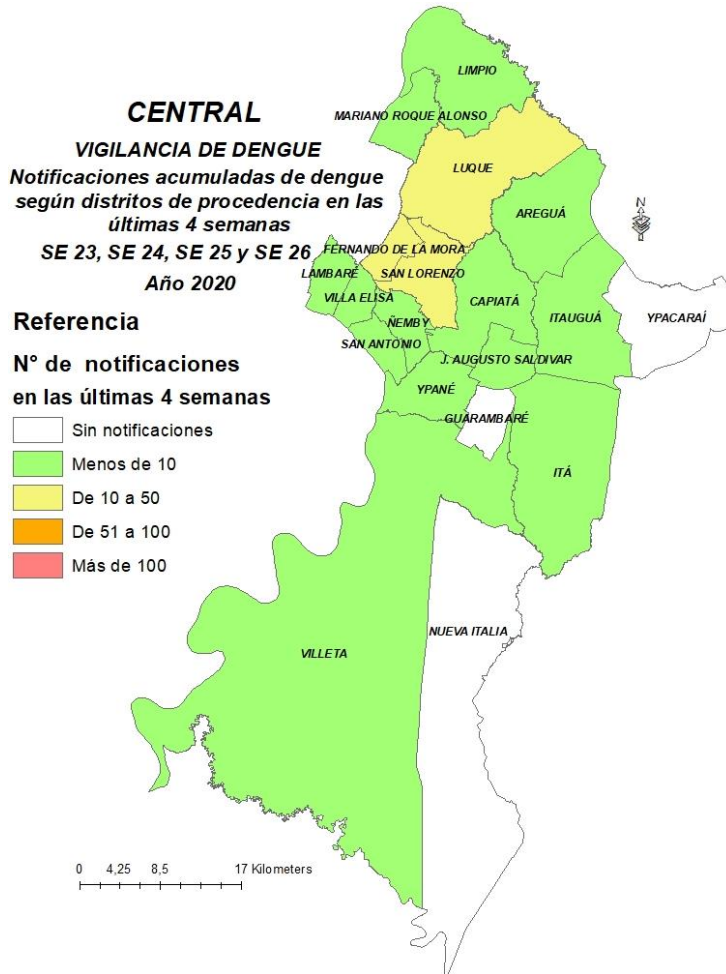 CENTRAL
VIGILANCIA DE DENGUE
Notificaciones acumuladas de dengue
según distritos de procedencia en las
últimas 4 semanas
SE 23, SE 24, SE 25 y SE 26
Año 2020
Referencia
N° de notificaciones
en las últimas 4 semanas
Sin notificaciones
Menos de 10
De 10 a 50
De 51 a 100
Más de 100
LIMPIO
MARIANO ROQUE ALONSO
LUQUE
AREGUÁ
N
FERNANDO DE LA MORA
LAMBARÉ
SAN LORENZO
VILLA ELISA
CAPIATÁ
ITAUGUÁ
YPACARAÍ
ÑEMBY
SAN ANTONIO
J. AUGUSTO SALDIVAR
YPANÉ
GUARAMBARÉ
ITÁ
NUEVA ITALIA
VILLETA
0 4,25 8,5 17 Kilometers